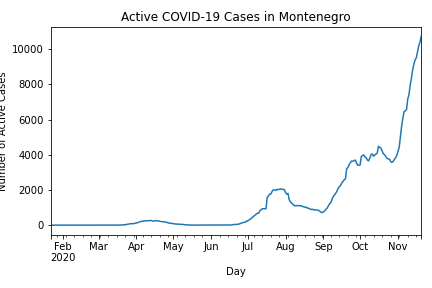 Active COVID-19 Cases in Montenegro
Number of Active Cases
10000
8000
6000
4000
2000
0
Feb Mar Apr May Jun Jul Aug Sep Oct Nov
2020
Day